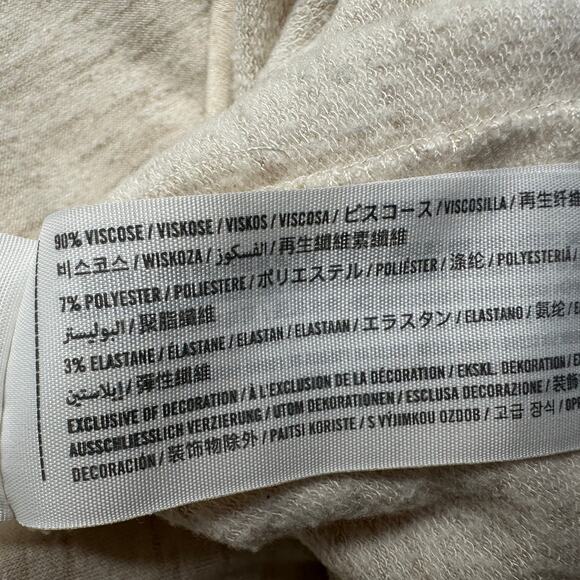 90% VISCOSE / VISKOSE / VISKOS / VISCOSA / ビスコース / VISCOSILLA / 再生纤维
비스코스 / WISKOZA / الفسكوز / 再生纖維素纖維
7% POLYESTER / POLIESTERE / ポリエステル / POLIÉSTER / 涤纶 / POLYESTERIÄ /
البوليستر / 聚脂纖維
3% ELASTANE / ÉLASTANE / ELASTAN / ELASTAAN / エラスタン / ELASTANO / 氨纶 /
إيلاستين / 彈性纖維
EXCLUSIVE OF DECORATION / À L'EXCLUSION DE LA DÉCORATION / EKSKL. DEKORATION /
AUSSCHLIESSLICH VERZIERUNG / UTOM DEKORATIONEN / ESCLUSA DECORAZIONE / 装飾
DECORACIÓN / 装饰物除外 / PAITSI KORISTE / S VÝJIMKOU OZDOB / 고급 장식 /